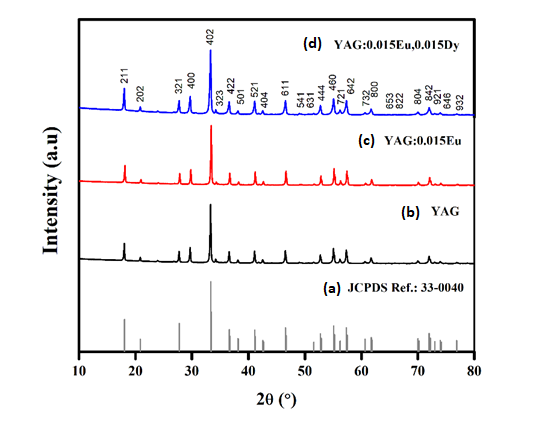 (d) YAG:0.015Eu,0.015Dy
211 202 321 400 402 323 422 501 521 404 611 541 631 444 460 721 642 732 800 653 822 804 842 921 646 932
(c) YAG:0.015Eu
(b) YAG
(a) JCPDS Ref.: 33-0040
Intensity (a.u)
10 20 30 40 50 60 70 80
2θ (°)